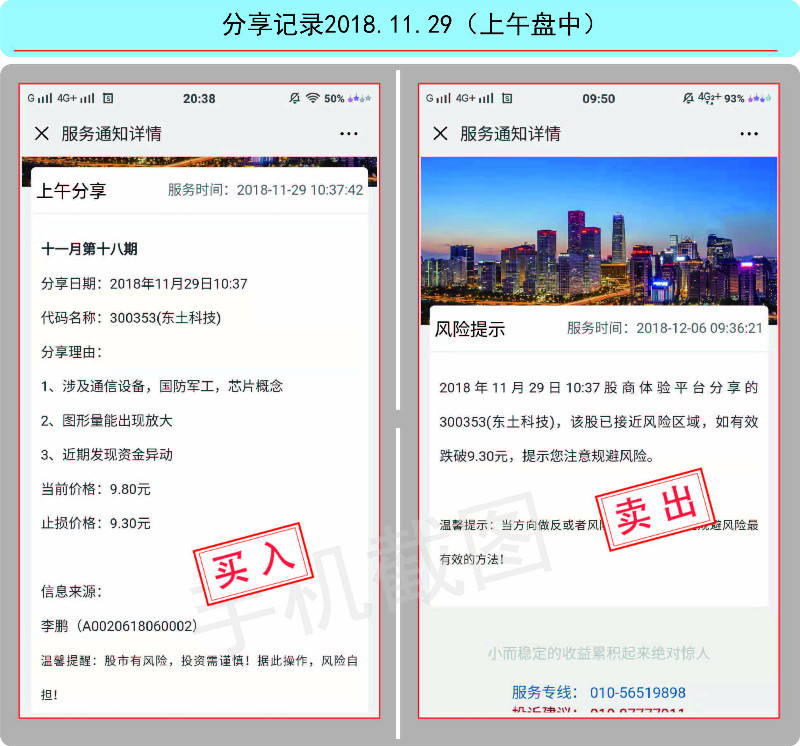 分享记录2018.11.29（上午盘中）
G 4G+ 20:38 50%
服务通知详情
上午分享 服务时间：2018-11-29 10:37:42
十一月第十八期
分享日期：2018年11月29日10:37
代码名称：300353(东土科技)
分享理由：
1、涉及通信设备，国防军工，芯片概念
2、图形量能出现放大
3、近期发现资金异动
当前价格：9.80元
止损价格：9.30元
买入
信息来源：
李鹏（A0020618060002）
温馨提醒：股市有风险，投资需谨慎！据此操作，风险自
担！
G 4G+ 09:50 4G 93%
服务通知详情
风险提示 服务时间：2018-12-06 09:36:21
2018年11月29日10:37股商体验平台分享的
300353(东土科技)，该股已接近风险区域，如有效
跌破9.30元，提示您注意规避风险。
卖出
温馨提示：当方向做反或者风 规避风险最
有效的方法！
小而稳定的收益累积起来绝对惊人
服务专线： 010-56519898
投诉建议：
手机截图